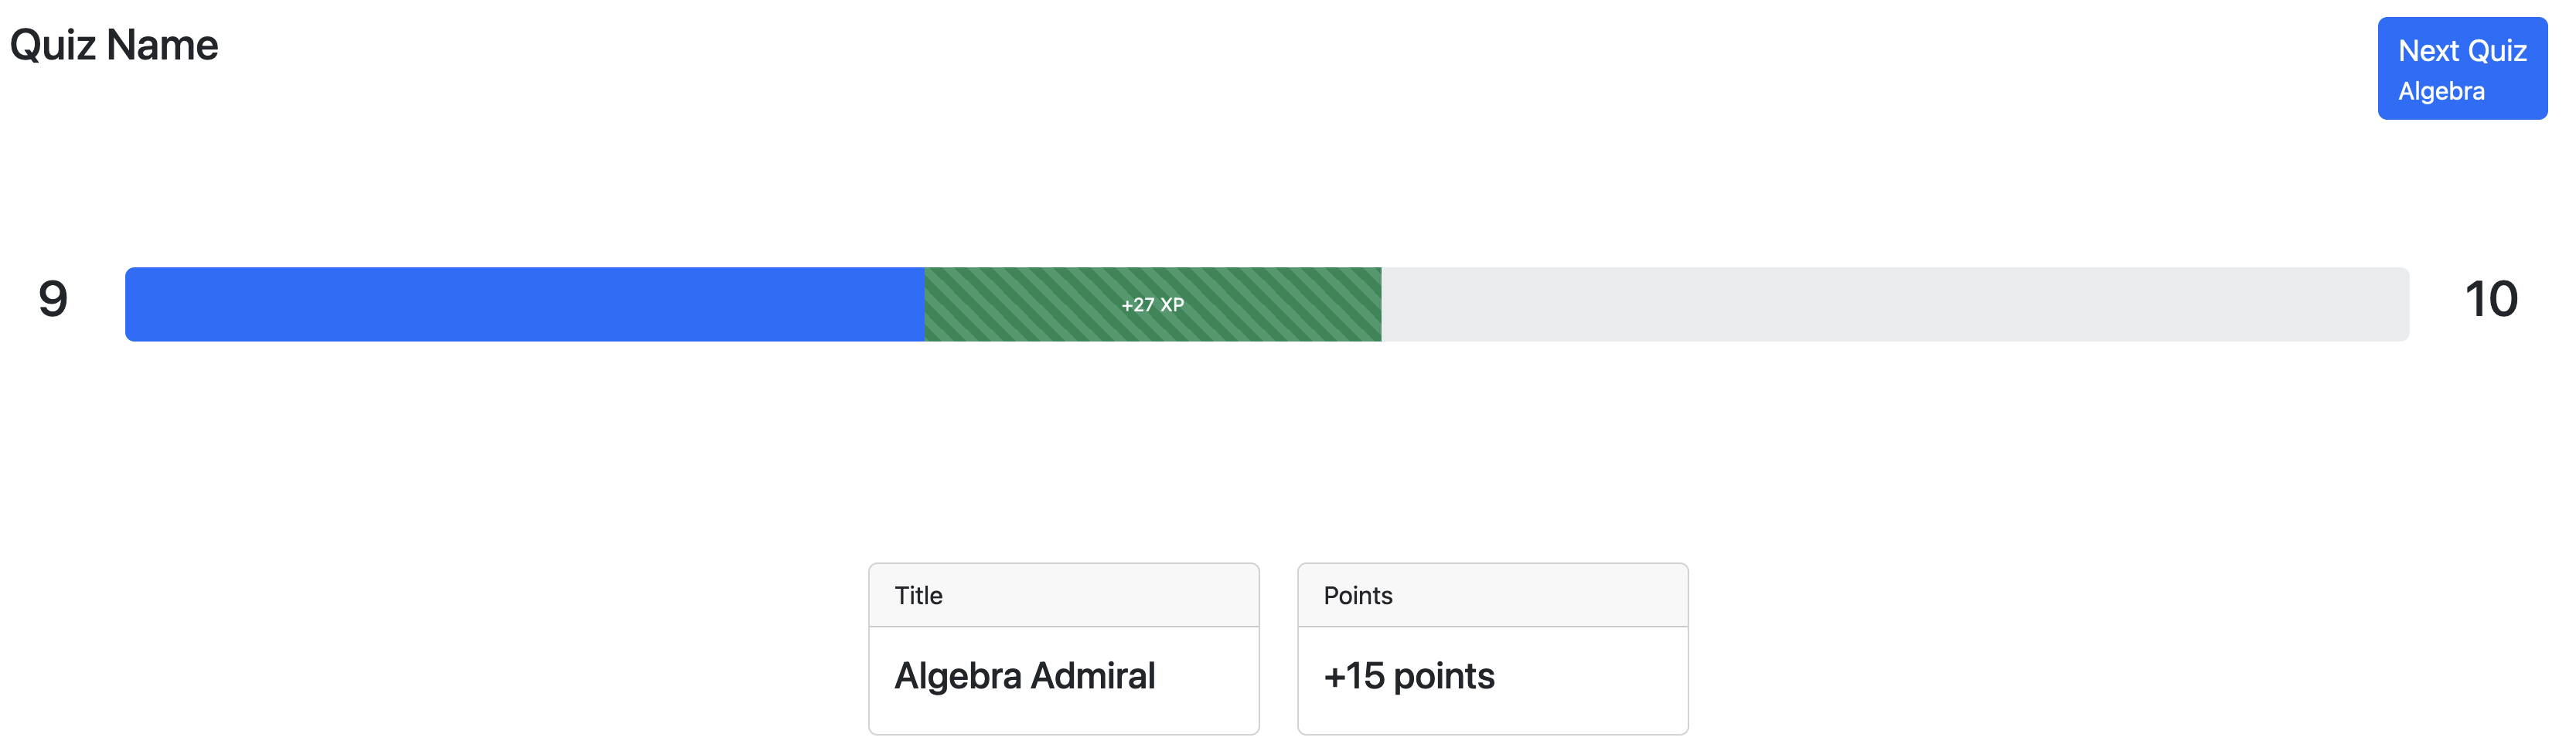 Quiz Name
Next Quiz
Algebra
9
+27 XP
10
Title
Algebra Admiral
Points
+15 points